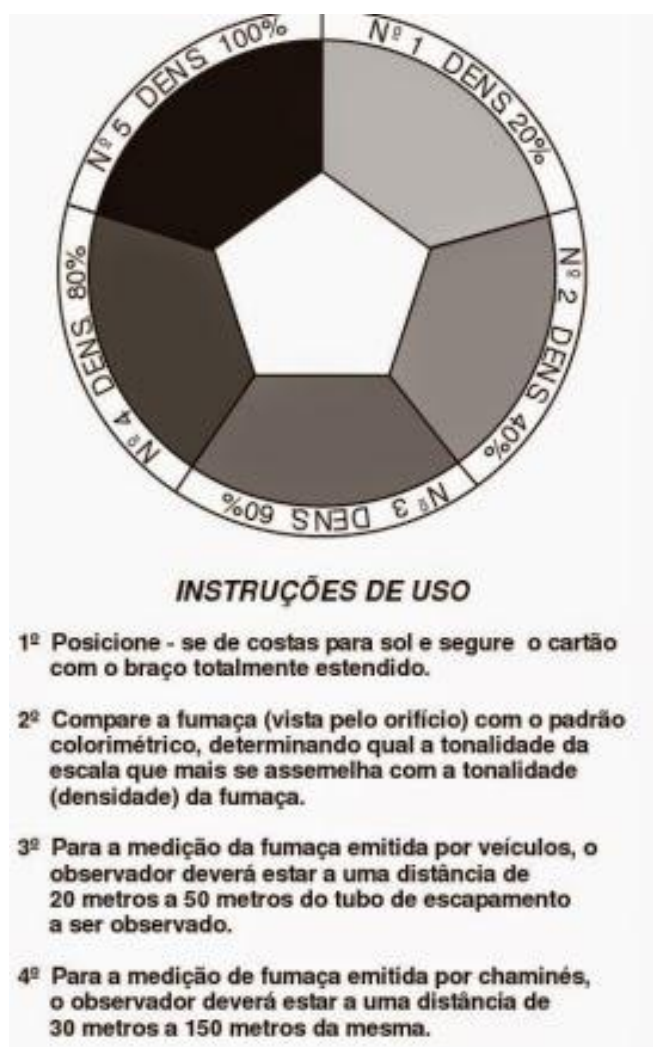 Nº 1 DENS 20%
Nº 2 DENS 40%
Nº 3 DENS 60%
Nº 4 DENS 80%
Nº 5 DENS 100%
INSTRUÇÕES DE USO
1º Posicione - se de costas para sol e segure o cartão
com o braço totalmente estendido.
2º Compare a fumaça (vista pelo orifício) com o padrão
colorimétrico, determinando qual a tonalidade da
escala que mais se assemelha com a tonalidade
(densidade) da fumaça.
3º Para a medição da fumaça emitida por veículos, o
observador deverá estar a uma distância de
20 metros a 50 metros do tubo de escapamento
a ser observado.
4º Para a medição de fumaça emitida por chaminés,
o observador deverá estar a uma distância de
30 metros a 150 metros da mesma.